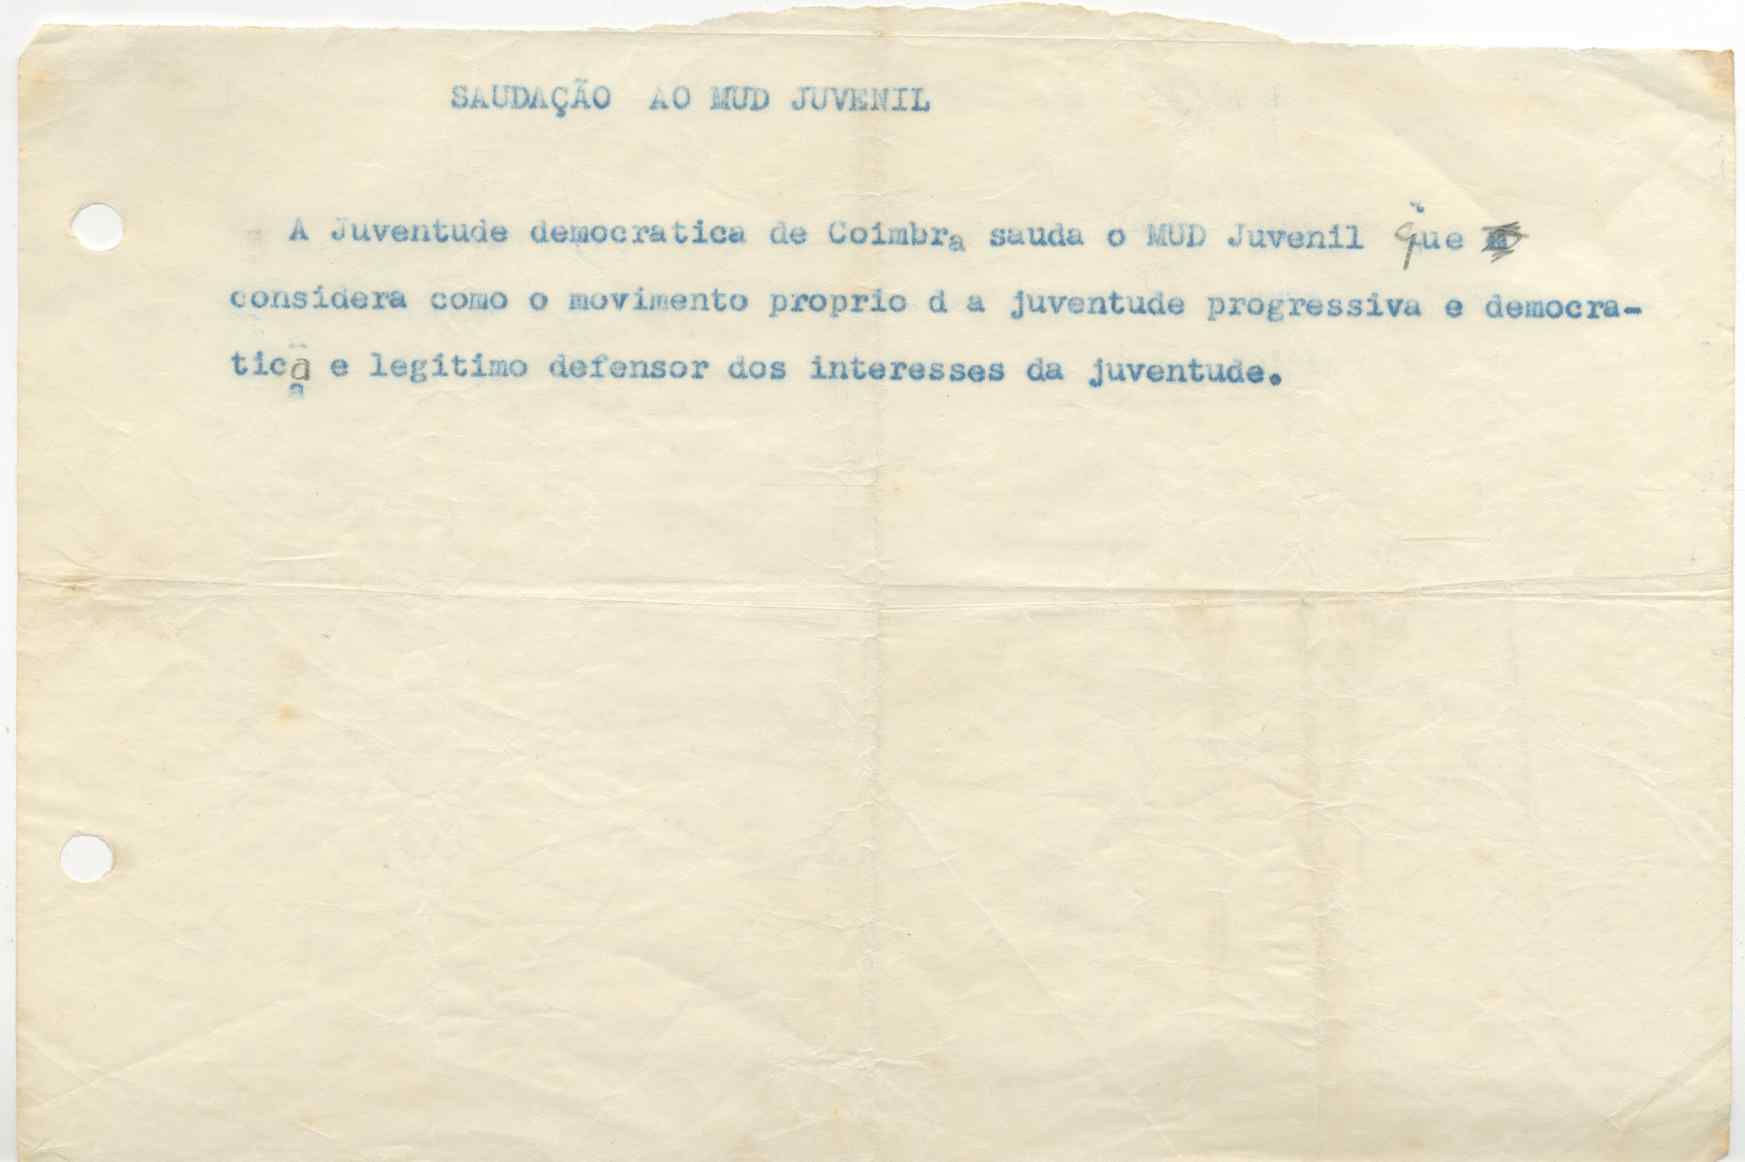 SAUDAÇÃO AO MUD JUVENIL
A Juventude democratica de Coimbra sauda o MUD Juvenil que
considera como o movimento proprio d a juventude progressiva e democra-
tica e legitimo defensor dos interesses da juventude.